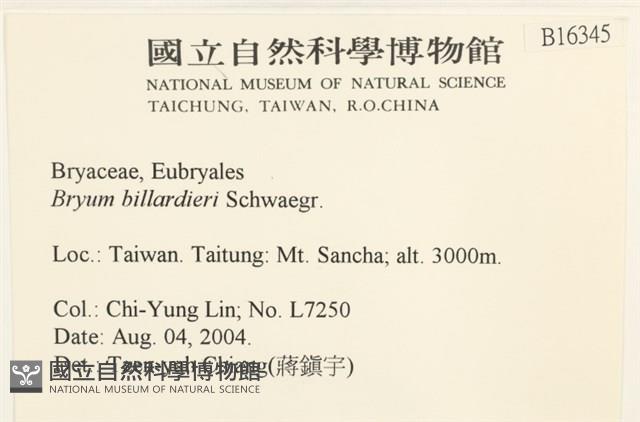 B16345
國立自然科學博物館
NATIONAL MUSEUM OF NATURAL SCIENCE
TAICHUNG, TAIWAN, R.O.CHINA
Bryaceae, Eubryales
Bryum billardieri Schwaegr.
Loc.: Taiwan. Taitung: Mt. Sancha; alt. 3000m.
Col.: Chi-Yung Lin; No. L7250
Date: Aug. 04, 2004.
Det.: Chiang(蔣鎮宇)
國立自然科學博物館
NATIONAL MUSEUM OF NATURAL SCIENCE